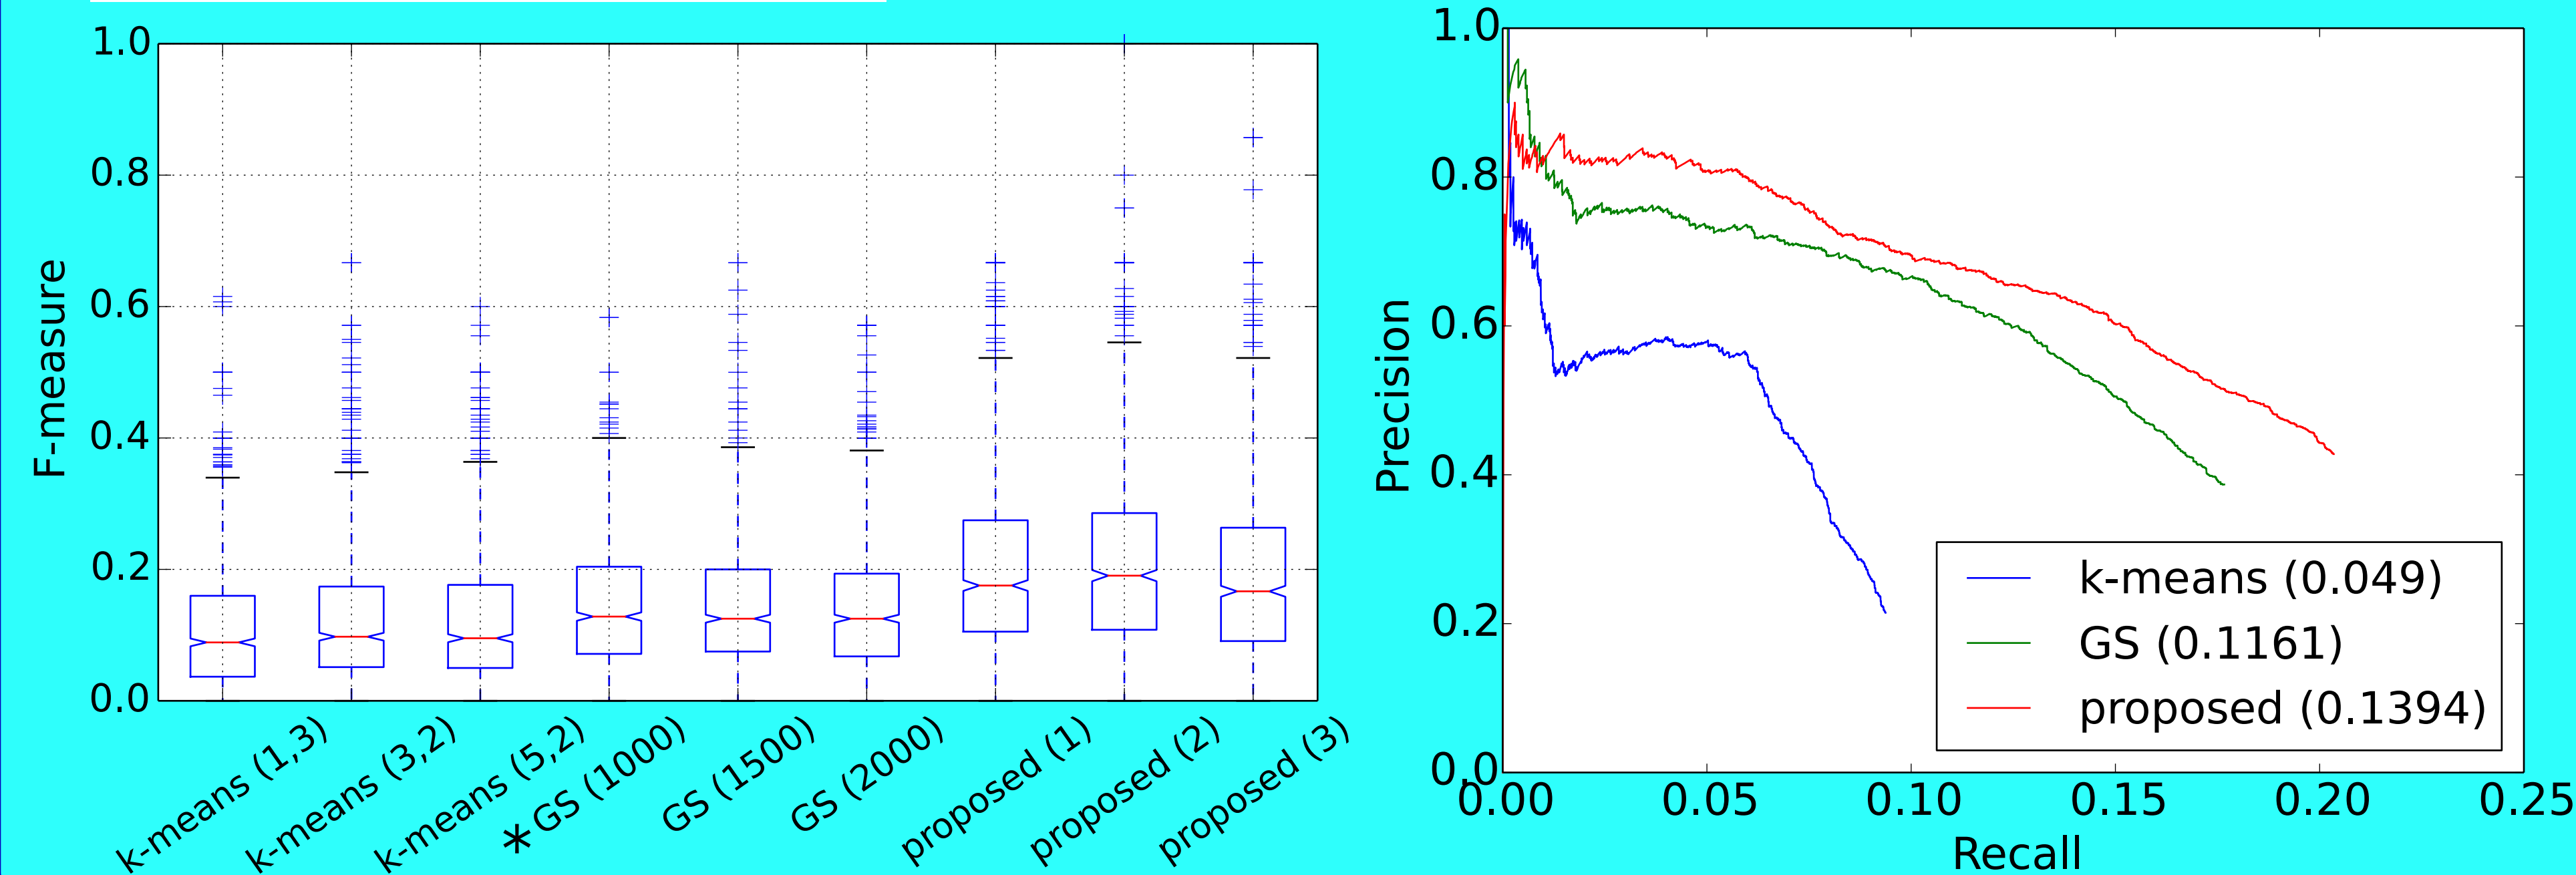 1.0
0.8
0.6
0.4
0.2
0.0
F-measure
k-means (1,3)
k-means (3,2)
k-means (5,2)
*GS (1000)
GS (1500)
GS (2000)
proposed (1)
proposed (2)
proposed (3)
1.0
0.8
0.6
0.4
0.2
0.0
Precision
0.00 0.05 0.10 0.15 0.20 0.25
Recall
k-means (0.049)
GS (0.1161)
proposed (0.1394)